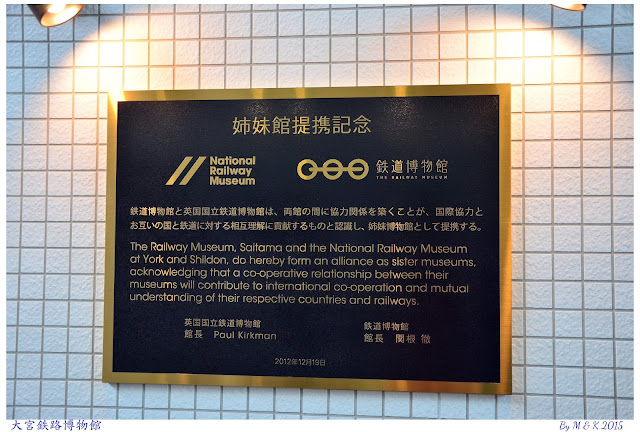 姉妹館提携記念
National
Railway
Museum
鉄道博物館
THE RAILWAY MUSEUM
鉄道博物館と英国国立鉄道博物館は、両館の間に協力関係を築くことが、国際協力と
お互いの国と鉄道に対する相互理解に貢献するものと認識し、姉妹博物館として提携する。
The Railway Museum, Saitama and the National Railway Museum
at York and Shildon, do hereby form an alliance as sister museums,
acknowledging that a co-operative relationship between their
museums will contribute to international co-operation and mutual
understanding of their respective countries and railways.
英国国立鉄道博物館
館長 Paul Kirkman
鉄道博物館
館長 関根 徹
2012年12月19日
大宮鉄路博物館
By M & K 2015